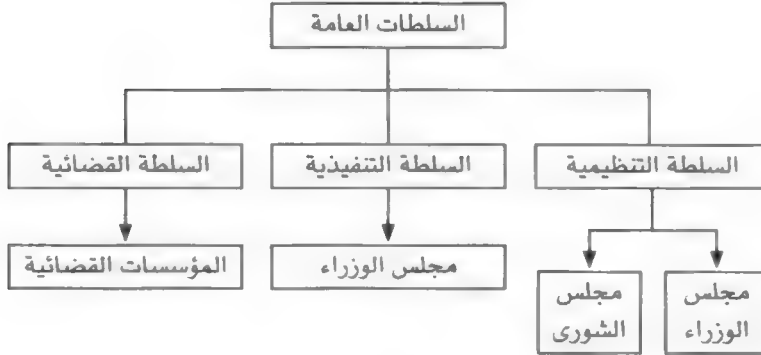 السلطات العامة
السلطة التنظيمية
السلطة التنفيذية
السلطة القضائية
مجلس
الوزراء
مجلس
الشورى
مجلس الوزراء
المؤسسات القضائية